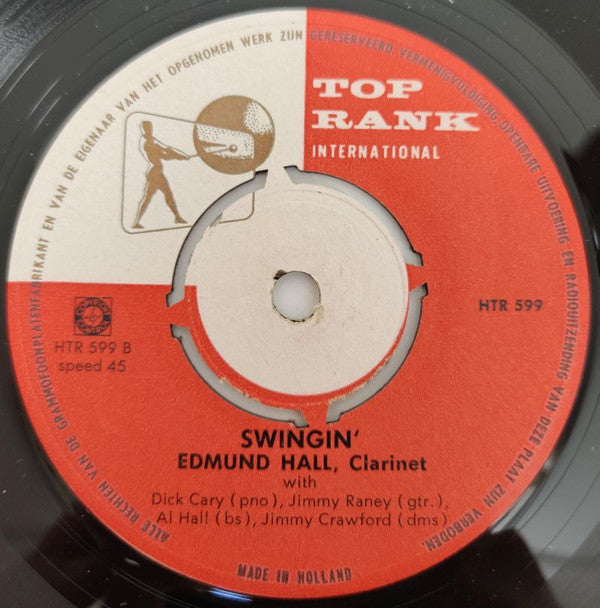 ALLE RECHTEN VAN DE GRAMMOFOONPLATENFABRIKANT EN VAN DE EIGENAAR VAN HET OPGENOMEN WERK ZIJN GERESERVEERD. VERMENIGVULDIGING, OPENBARE UITVOERING EN RADIOUITZENDING VAN DEZE PLAAT ZIJN VERBODEN.
TOP
RANK
INTERNATIONAL
HTR 599 B
speed 45
HTR 599
SWINGIN'
EDMUND HALL, Clarinet
with
Dick Cary (pno), Jimmy Raney (gtr.),
Al Hall (bs), Jimmy Crawford (dms)
MADE IN HOLLAND